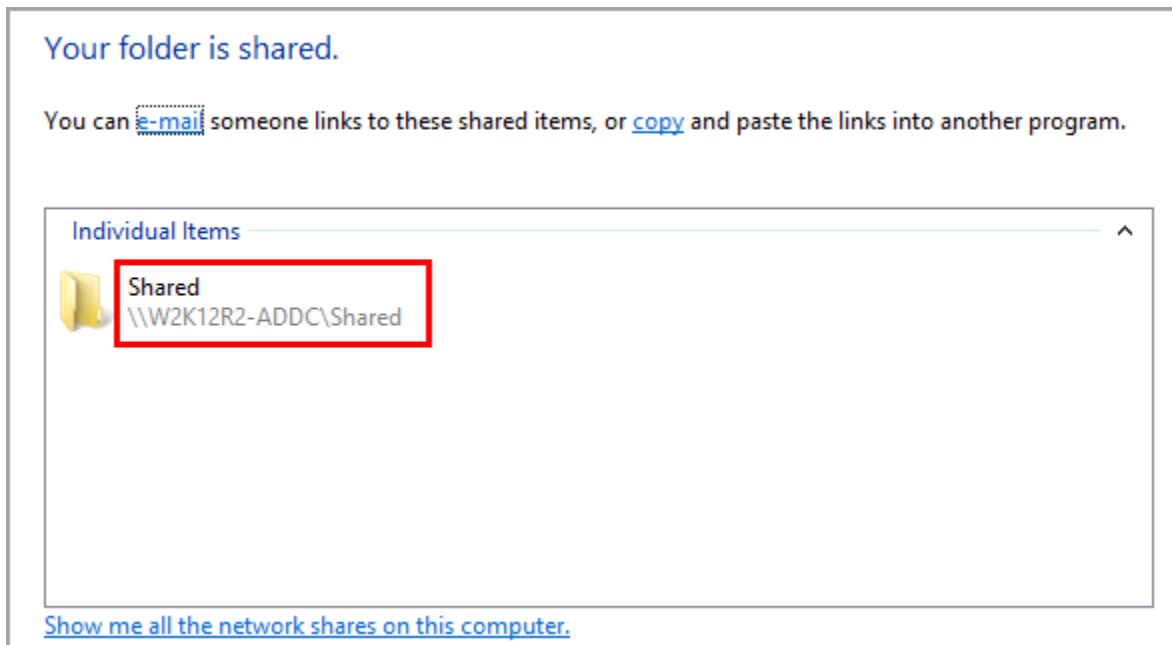 Your folder is shared.
You can e-mail someone links to these shared items, or copy and paste the links into another program.
Individual Items
Shared
\\W2K12R2-ADDC\Shared
Show me all the network shares on this computer.